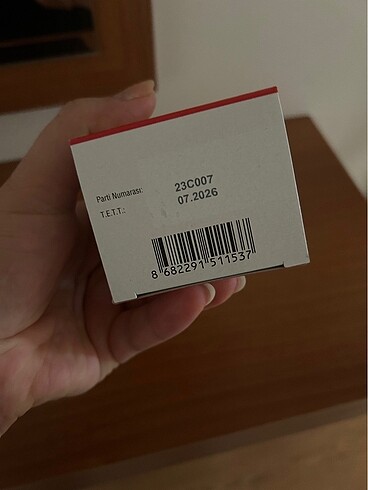 Parti Numarası: 23C007
T.E.T.T.: 07.2026
8 682291 511537